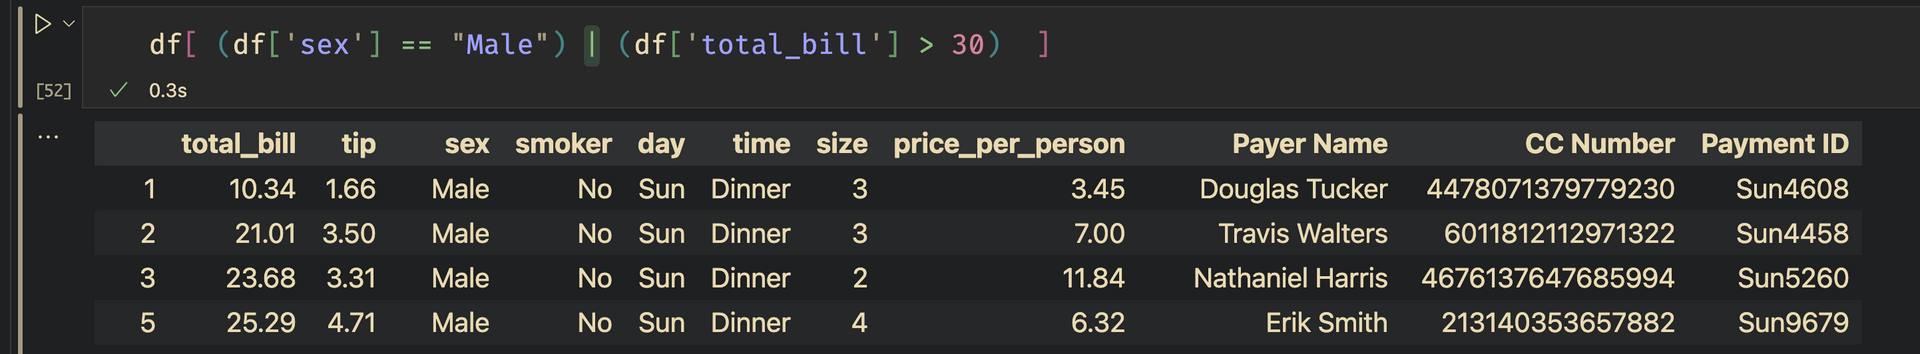 df[ (df['sex'] == "Male") | (df['total_bill'] > 30)  ]
[52] 0.3s
... total_bill tip sex smoker day time size price_per_person Payer Name CC Number Payment ID
1 10.34 1.66 Male No Sun Dinner 3 3.45 Douglas Tucker 4478071379779230 Sun4608
2 21.01 3.50 Male No Sun Dinner 3 7.00 Travis Walters 6011812112971322 Sun4458
3 23.68 3.31 Male No Sun Dinner 2 11.84 Nathaniel Harris 4676137647685994 Sun5260
5 25.29 4.71 Male No Sun Dinner 4 6.32 Erik Smith 213140353657882 Sun9679